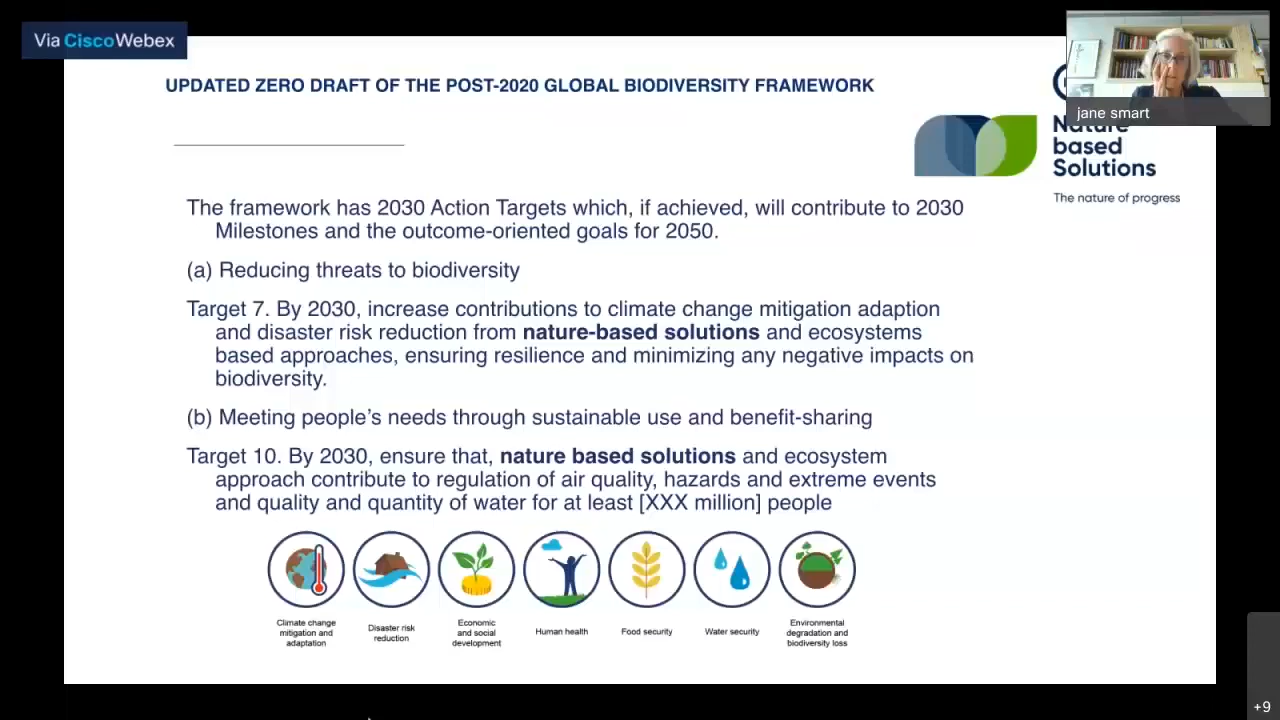 Via CiscoWebex
UPDATED ZERO DRAFT OF THE POST-2020 GLOBAL BIODIVERSITY FRAMEWORK
jane smart
Nature
based
Solutions
The nature of progress
The framework has 2030 Action Targets which, if achieved, will contribute to 2030
Milestones and the outcome-oriented goals for 2050.
(a) Reducing threats to biodiversity
Target 7. By 2030, increase contributions to climate change mitigation adaption
and disaster risk reduction from nature-based solutions and ecosystems
based approaches, ensuring resilience and minimizing any negative impacts on
biodiversity.
(b) Meeting people’s needs through sustainable use and benefit-sharing
Target 10. By 2030, ensure that, nature based solutions and ecosystem
approach contribute to regulation of air quality, hazards and extreme events
and quality and quantity of water for at least [XXX million] people
Climate change
mitigation and
adaptation
Disaster risk
reduction
Economic
and social
development
Human health
Food security
Water security
Environmental
degradation and
biodiversity loss
+9